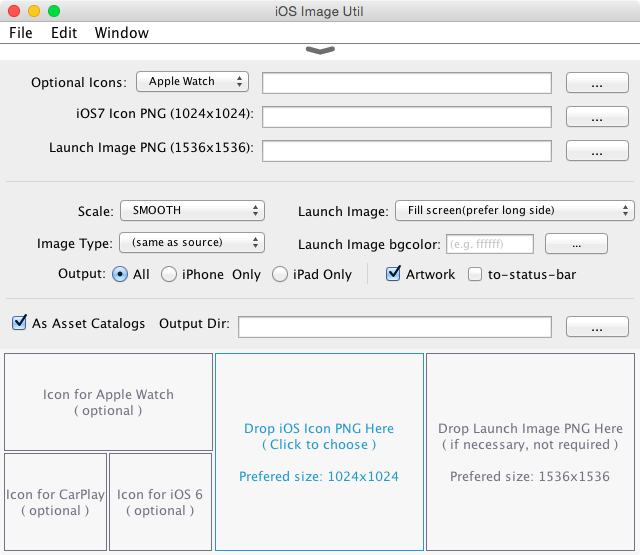 iOS Image Util
File Edit Window
Optional Icons: Apple Watch ...
iOS7 Icon PNG (1024x1024): ...
Launch Image PNG (1536x1536): ...
Scale: SMOOTH Launch Image: Fill screen(prefer long side)
Image Type: (same as source) Launch Image bgcolor: (e.g. ffffff) ...
Output: All iPhone Only iPad Only Artwork to-status-bar
As Asset Catalogs Output Dir: ...
Icon for Apple Watch
( optional )
Icon for CarPlay
( optional )
Icon for iOS 6
( optional )
Drop iOS Icon PNG Here
( Click to choose )
Prefered size: 1024x1024
Drop Launch Image PNG Here
( if necessary, not required )
Prefered size: 1536x1536